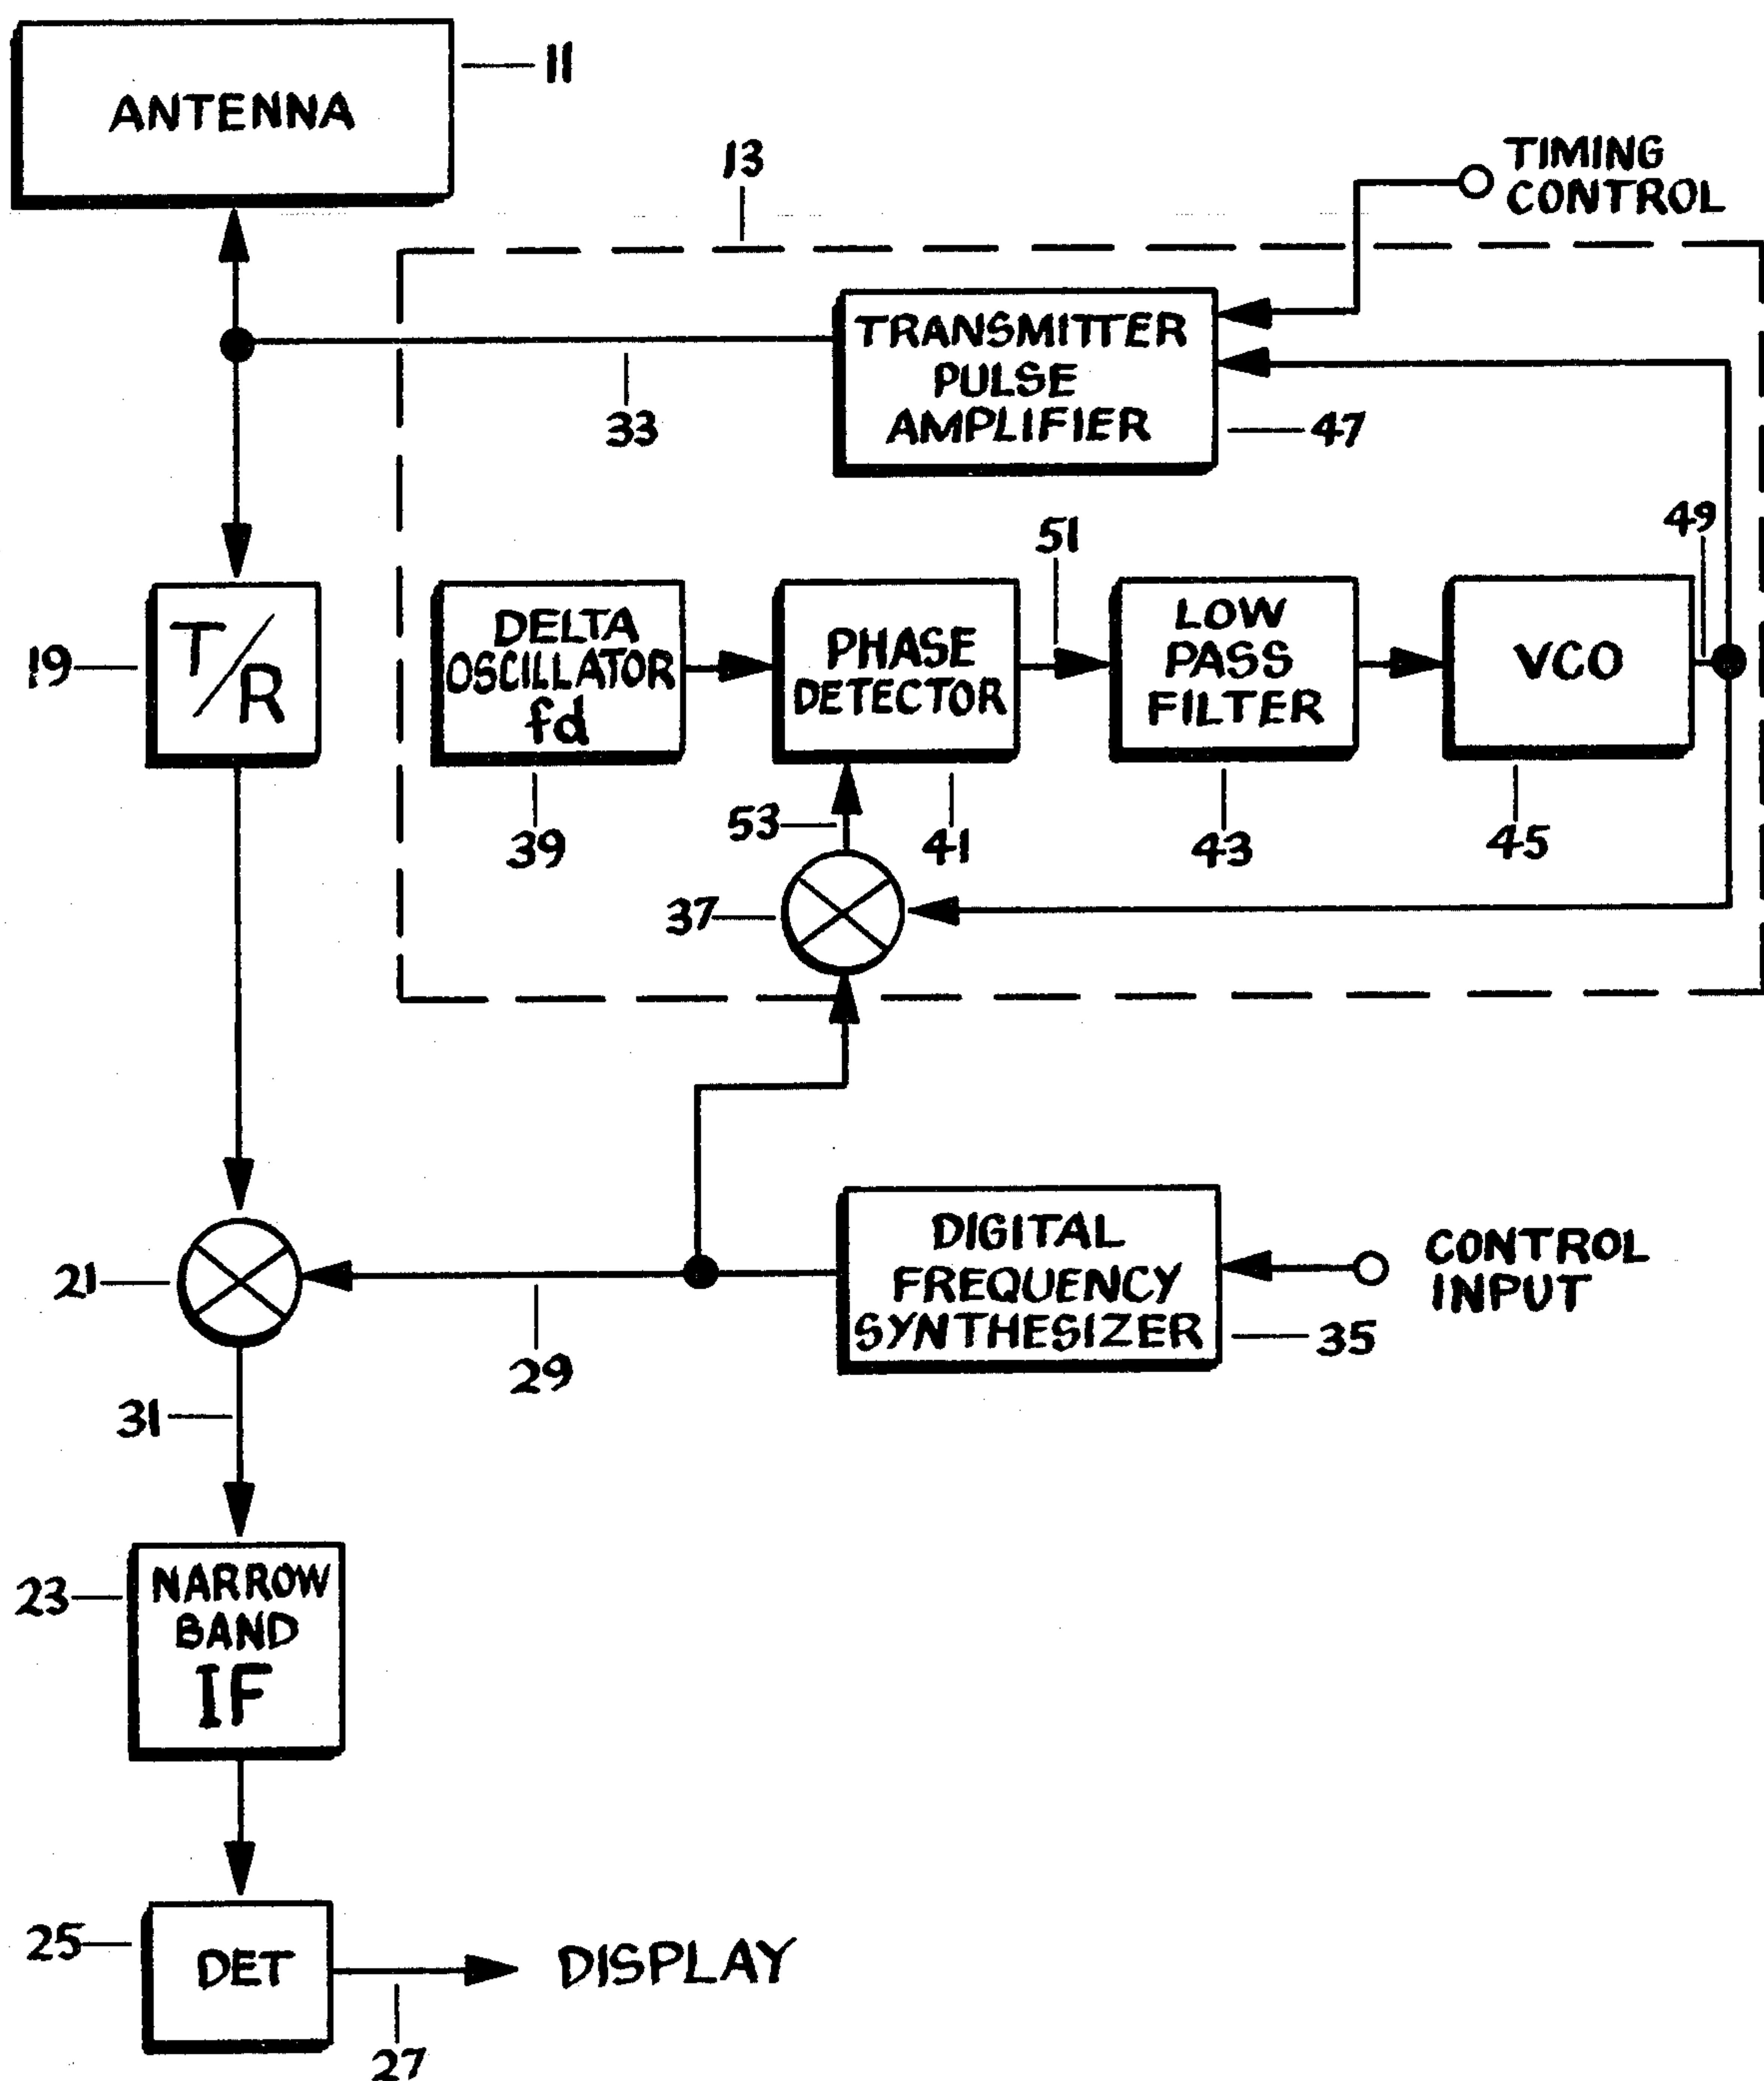 ANTENNA
11
13
TIMING
CONTROL
TRANSMITTER
PULSE
AMPLIFIER
33
47
49
51
19
T/R
DELTA
OSCILLATOR
fd
PHASE
DETECTOR
LOW
PASS
FILTER
VCO
39
53
41
43
45
37
21
29
DIGITAL
FREQUENCY
SYNTHESIZER
35
CONTROL
INPUT
31
23
NARROW
BAND
IF
25
DET
DISPLAY
27